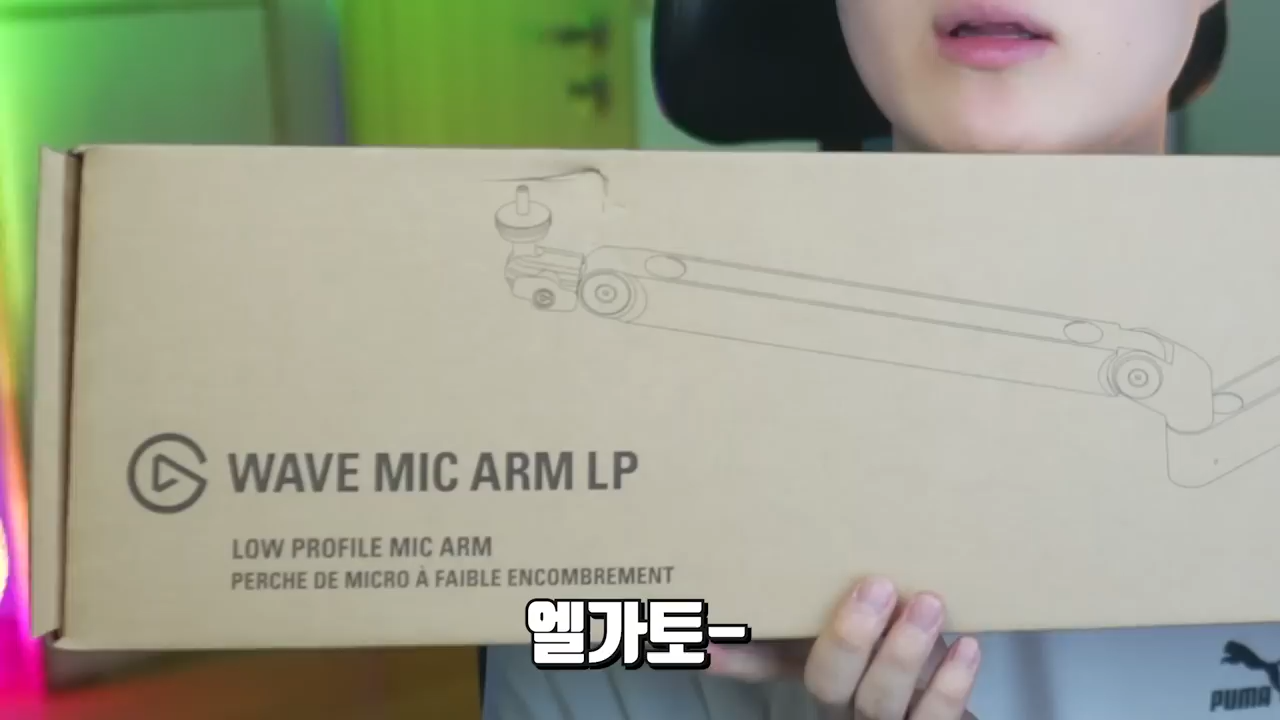 WAVE MIC ARM LP
LOW PROFILE MIC ARM
PERCHE DE MICRO À FAIBLE ENCOMBREMENT
엘가토-
PUMA